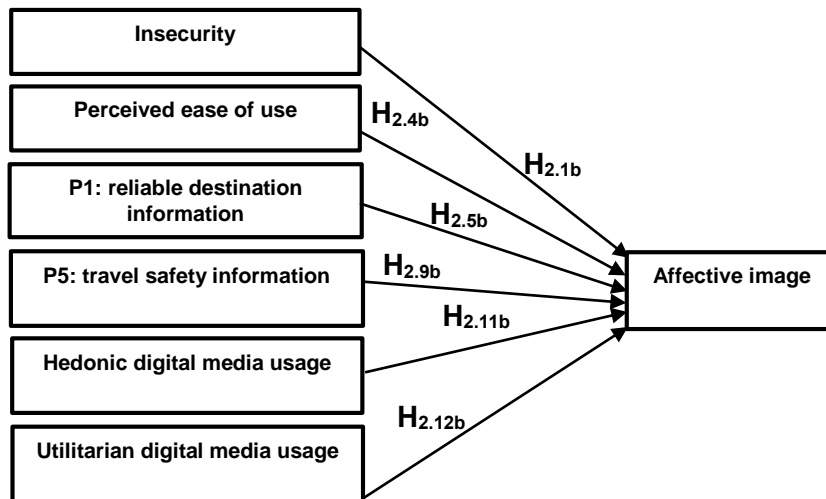 Insecurity
Perceived ease of use
H2.4b
H2.1b
P1: reliable destination
information
H2.5b
P5: travel safety information
H2.9b
Affective image
H2.11b
Hedonic digital media usage
H2.12b
Utilitarian digital media usage